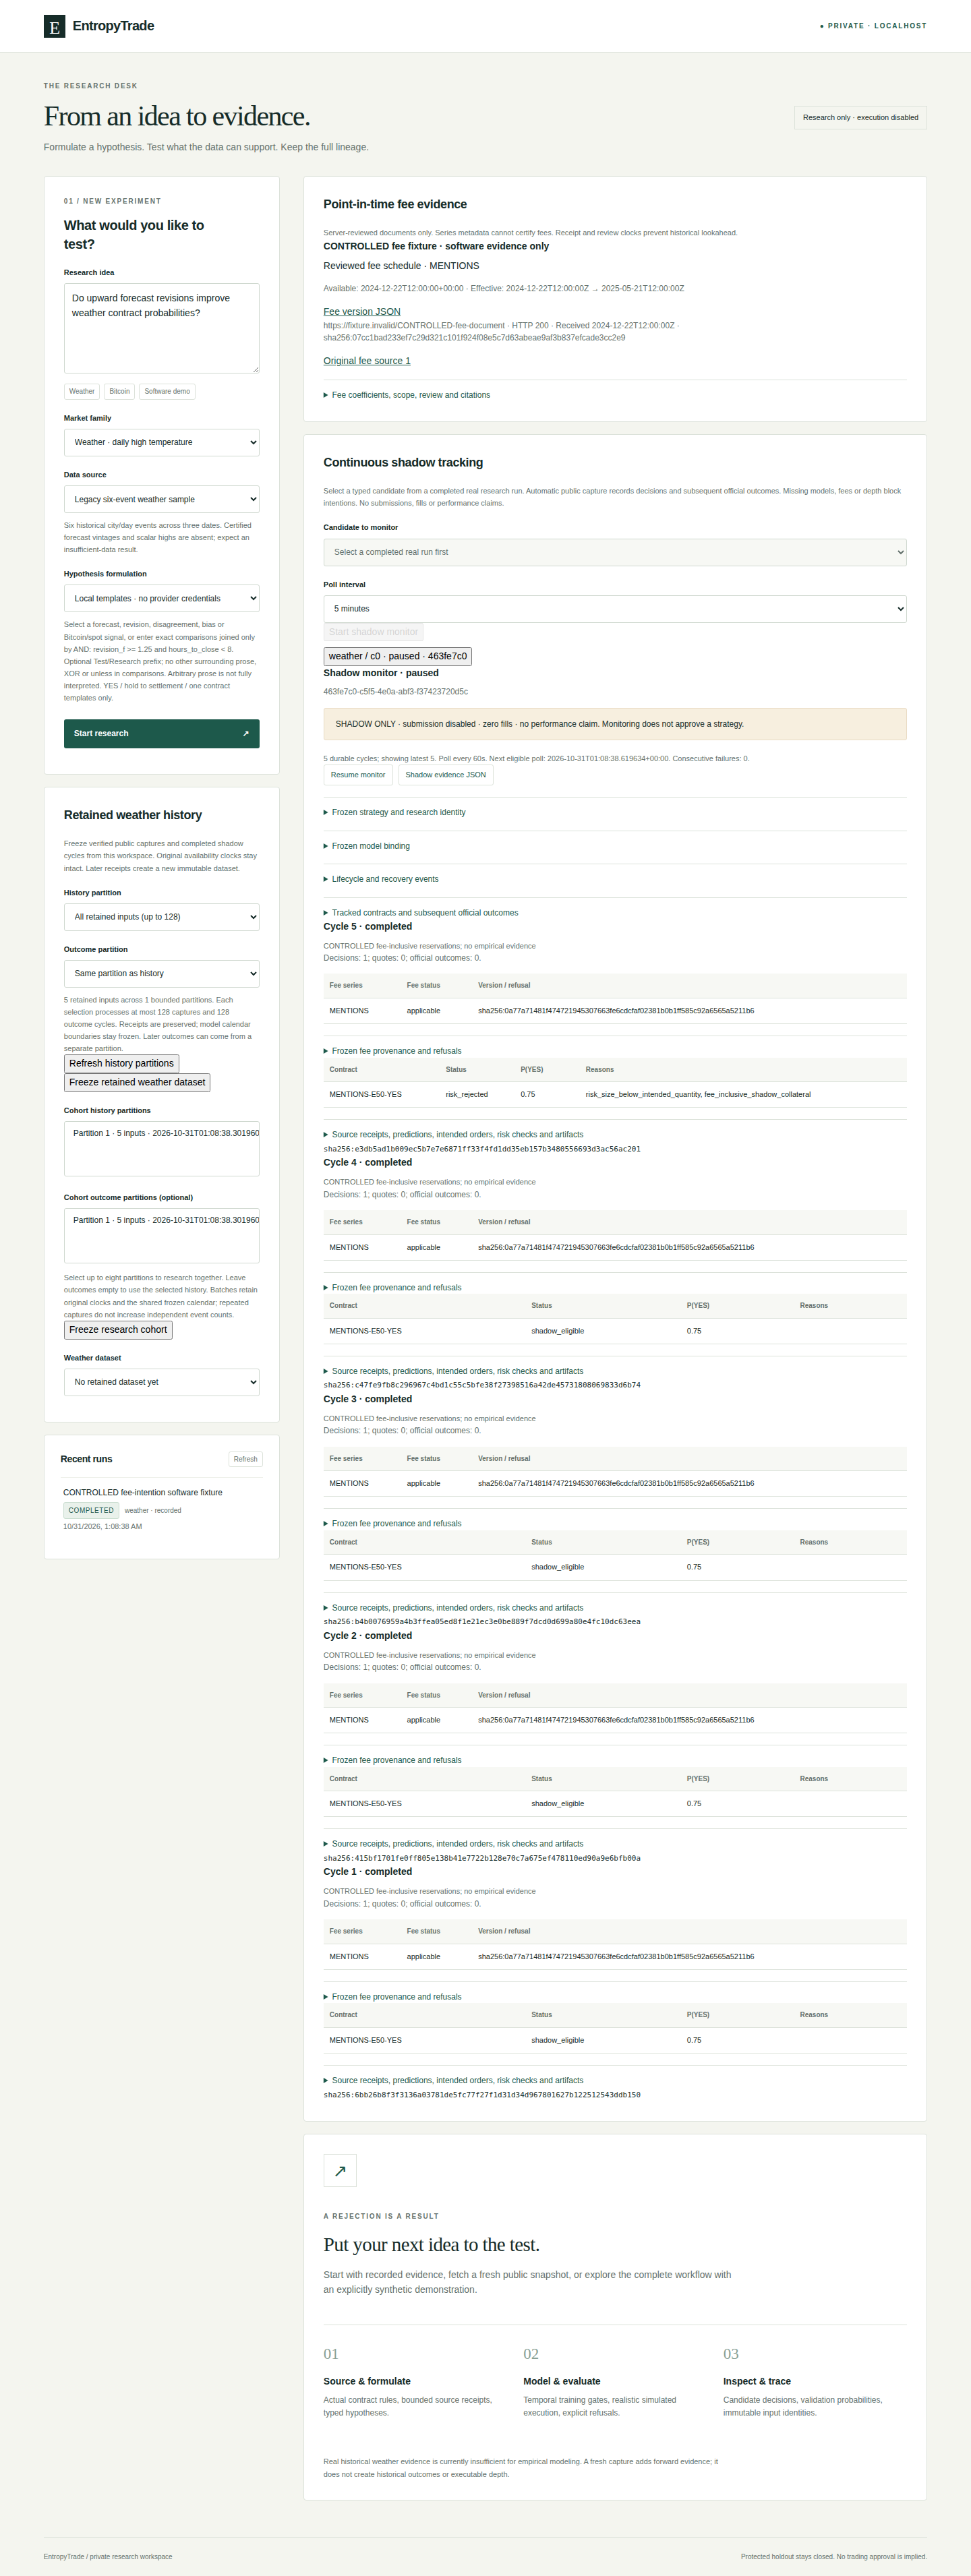 E EntropyTrade
● PRIVATE · LOCALHOST
THE RESEARCH DESK
From an idea to evidence.
Formulate a hypothesis. Test what the data can support. Keep the full lineage.
Research only · execution disabled
01 / NEW EXPERIMENT
What would you like to
test?
Research idea
Do upward forecast revisions improve
weather contract probabilities?
Weather
Bitcoin
Software demo
Market family
Weather · daily high temperature
Data source
Legacy six-event weather sample
Six historical city/day events across three dates. Certified
forecast vintages and scalar highs are absent; expect an
insufficient-data result.
Hypothesis formulation
Local templates · no provider credentials
Select a forecast, revision, disagreement, bias or
Bitcoin/spot signal, or enter exact comparisons joined only
by AND: revision_f >= 1.25 and hours_to_close < 8.
Optional Test/Research prefix; no other surrounding prose,
XOR or unless in comparisons. Arbitrary prose is not fully
interpreted. YES / hold to settlement / one contract
templates only.
Start research ↗
Retained weather history
Freeze verified public captures and completed shadow
cycles from this workspace. Original availability clocks stay
intact. Later receipts create a new immutable dataset.
History partition
All retained inputs (up to 128)
Outcome partition
Same partition as history
5 retained inputs across 1 bounded partitions. Each
selection processes at most 128 captures and 128
outcome cycles. Receipts are preserved; model calendar
boundaries stay frozen. Later outcomes can come from a
separate partition.
Refresh history partitions
Freeze retained weather dataset
Cohort history partitions
Partition 1 · 5 inputs · 2026-10-31T01:08:38.301960
Cohort outcome partitions (optional)
Partition 1 · 5 inputs · 2026-10-31T01:08:38.301960
Select up to eight partitions to research together. Leave
outcomes empty to use the selected history. Batches retain
original clocks and the shared frozen calendar; repeated
captures do not increase independent event counts.
Freeze research cohort
Weather dataset
No retained dataset yet
Recent runs
Refresh
CONTROLLED fee-intention software fixture
COMPLETED weather · recorded
10/31/2026, 1:08:38 AM
Point-in-time fee evidence
Server-reviewed documents only. Series metadata cannot certify fees. Receipt and review clocks prevent historical lookahead.
CONTROLLED fee fixture · software evidence only
Reviewed fee schedule · MENTIONS
Available: 2024-12-22T12:00:00+00:00 · Effective: 2024-12-22T12:00:00Z → 2025-05-21T12:00:00Z
Fee version JSON
https://fixture.invalid/CONTROLLED-fee-document · HTTP 200 · Received 2024-12-22T12:00:00Z ·
sha256:07cc1bad233ef7c29d321c101f924f08e5c7d63abeae9af3b837efcade3cc2e9
Original fee source 1
▶ Fee coefficients, scope, review and citations
Continuous shadow tracking
Select a typed candidate from a completed real research run. Automatic public capture records decisions and subsequent official outcomes. Missing models, fees or depth block
intentions. No submissions, fills or performance claims.
Candidate to monitor
Select a completed real run first
Poll interval
5 minutes
Start shadow monitor
weather / c0 · paused · 463fe7c0
Shadow monitor · paused
463fe7c0-c5f5-4e0a-abf3-f37423720d5c
SHADOW ONLY · submission disabled · zero fills · no performance claim. Monitoring does not approve a strategy.
5 durable cycles; showing latest 5. Poll every 60s. Next eligible poll: 2026-10-31T01:08:38.619634+00:00. Consecutive failures: 0.
Resume monitor
Shadow evidence JSON
▶ Frozen strategy and research identity
▶ Frozen model binding
▶ Lifecycle and recovery events
▶ Tracked contracts and subsequent official outcomes
Cycle 5 · completed
CONTROLLED fee-inclusive reservations; no empirical evidence
Decisions: 1; quotes: 0; official outcomes: 0.
Fee series Fee status Version / refusal
MENTIONS applicable sha256:0a77a71481f474721945307663fe6cdcfaf02381b0b1ff585c92a6565a5211b6
▶ Frozen fee provenance and refusals
Contract Status P(YES) Reasons
MENTIONS-E50-YES risk_rejected 0.75 risk_size_below_intended_quantity, fee_inclusive_shadow_collateral
▶ Source receipts, predictions, intended orders, risk checks and artifacts
sha256:e3db5ad1b009ec5b7e7e6871ff33f4fd1dd35eb157b3480556693d3ac56ac201
Cycle 4 · completed
CONTROLLED fee-inclusive reservations; no empirical evidence
Decisions: 1; quotes: 0; official outcomes: 0.
Fee series Fee status Version / refusal
MENTIONS applicable sha256:0a77a71481f474721945307663fe6cdcfaf02381b0b1ff585c92a6565a5211b6
▶ Frozen fee provenance and refusals
Contract Status P(YES) Reasons
MENTIONS-E50-YES shadow_eligible 0.75
▶ Source receipts, predictions, intended orders, risk checks and artifacts
sha256:c47fe9fb8c296967c4bd1c55c5bfe38f27398516a42de45731808069833d6b74
Cycle 3 · completed
CONTROLLED fee-inclusive reservations; no empirical evidence
Decisions: 1; quotes: 0; official outcomes: 0.
Fee series Fee status Version / refusal
MENTIONS applicable sha256:0a77a71481f474721945307663fe6cdcfaf02381b0b1ff585c92a6565a5211b6
▶ Frozen fee provenance and refusals
Contract Status P(YES) Reasons
MENTIONS-E50-YES shadow_eligible 0.75
▶ Source receipts, predictions, intended orders, risk checks and artifacts
sha256:b4b0076959a4b3ffea05ed8f1e21ec3e0be889f7dcd0d699a80e4fc10dc63eea
Cycle 2 · completed
CONTROLLED fee-inclusive reservations; no empirical evidence
Decisions: 1; quotes: 0; official outcomes: 0.
Fee series Fee status Version / refusal
MENTIONS applicable sha256:0a77a71481f474721945307663fe6cdcfaf02381b0b1ff585c92a6565a5211b6
▶ Frozen fee provenance and refusals
Contract Status P(YES) Reasons
MENTIONS-E50-YES shadow_eligible 0.75
▶ Source receipts, predictions, intended orders, risk checks and artifacts
sha256:415bf1701fe0ff805e138b41e7722b128e70c7a675ef478110ed90a9e6bfb00a
Cycle 1 · completed
CONTROLLED fee-inclusive reservations; no empirical evidence
Decisions: 1; quotes: 0; official outcomes: 0.
Fee series Fee status Version / refusal
MENTIONS applicable sha256:0a77a71481f474721945307663fe6cdcfaf02381b0b1ff585c92a6565a5211b6
▶ Frozen fee provenance and refusals
Contract Status P(YES) Reasons
MENTIONS-E50-YES shadow_eligible 0.75
▶ Source receipts, predictions, intended orders, risk checks and artifacts
sha256:6bb26b8f3f3136a03781de5fc77f27f1d31d34d967801627b122512543ddb150
↗
A REJECTION IS A RESULT
Put your next idea to the test.
Start with recorded evidence, fetch a fresh public snapshot, or explore the complete workflow with
an explicitly synthetic demonstration.
01
Source & formulate
Actual contract rules, bounded source receipts,
typed hypotheses.
02
Model & evaluate
Temporal training gates, realistic simulated
execution, explicit refusals.
03
Inspect & trace
Candidate decisions, validation probabilities,
immutable input identities.
Real historical weather evidence is currently insufficient for empirical modeling. A fresh capture adds forward evidence; it
does not create historical outcomes or executable depth.
EntropyTrade / private research workspace
Protected holdout stays closed. No trading approval is implied.